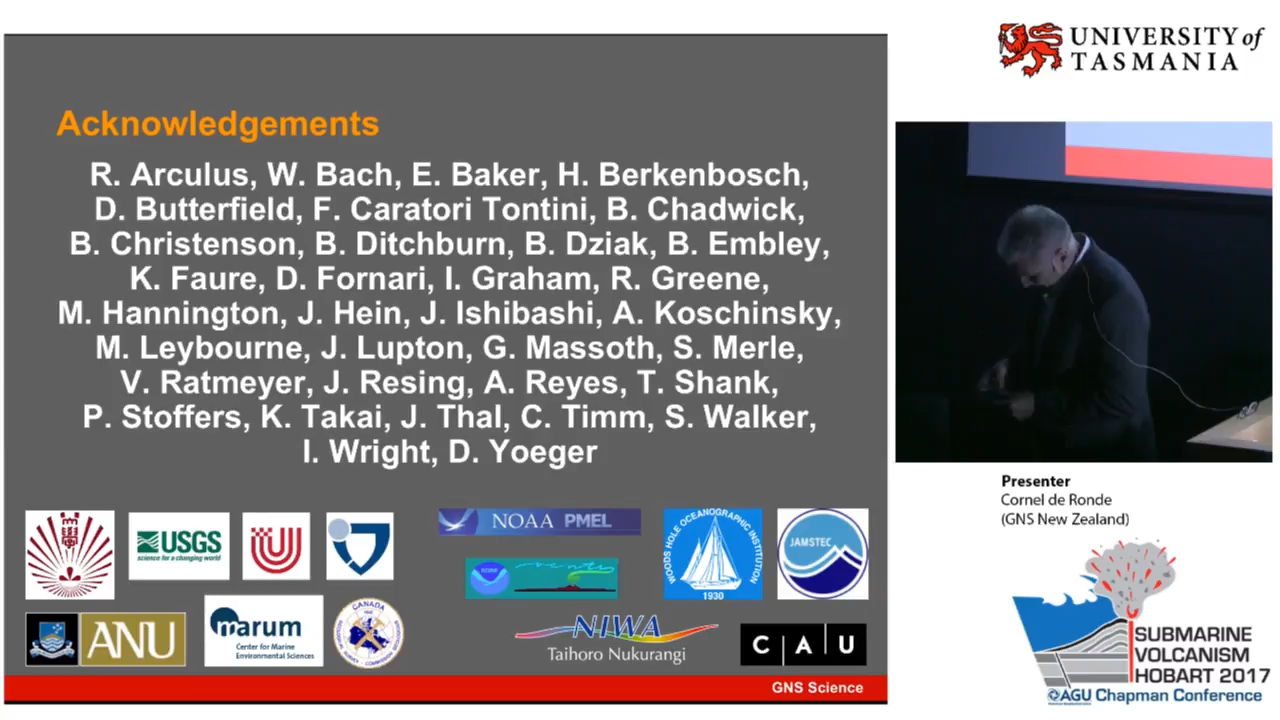 Acknowledgements
R. Arculus, W. Bach, E. Baker, H. Berkenbosch,
D. Butterfield, F. Caratori Tontini, B. Chadwick,
B. Christenson, B. Ditchburn, B. Dziak, B. Embley,
K. Faure, D. Fornari, I. Graham, R. Greene,
M. Hannington, J. Hein, J. Ishibashi, A. Koschinsky,
M. Leybourne, J. Lupton, G. Massoth, S. Merle,
V. Ratmeyer, J. Resing, A. Reyes, T. Shank,
P. Stoffers, K. Takai, J. Thal, C. Timm, S. Walker,
I. Wright, D. Yoeger
USGS
science for a changing world
NOAA PMEL
WOODS HOLE OCEANOGRAPHIC INSTITUTION
1930
JAMSTEC
ANU
marum
Center for Marine
Environmental Sciences
CANADA
NIWA
Taihoro Nukurangi
CAU
GNS Science
UNIVERSITY of
TASMANIA
Presenter
Cornel de Ronde
(GNS New Zealand)
SUBMARINE
VOLCANISM
HOBART 2017
AGU Chapman Conference